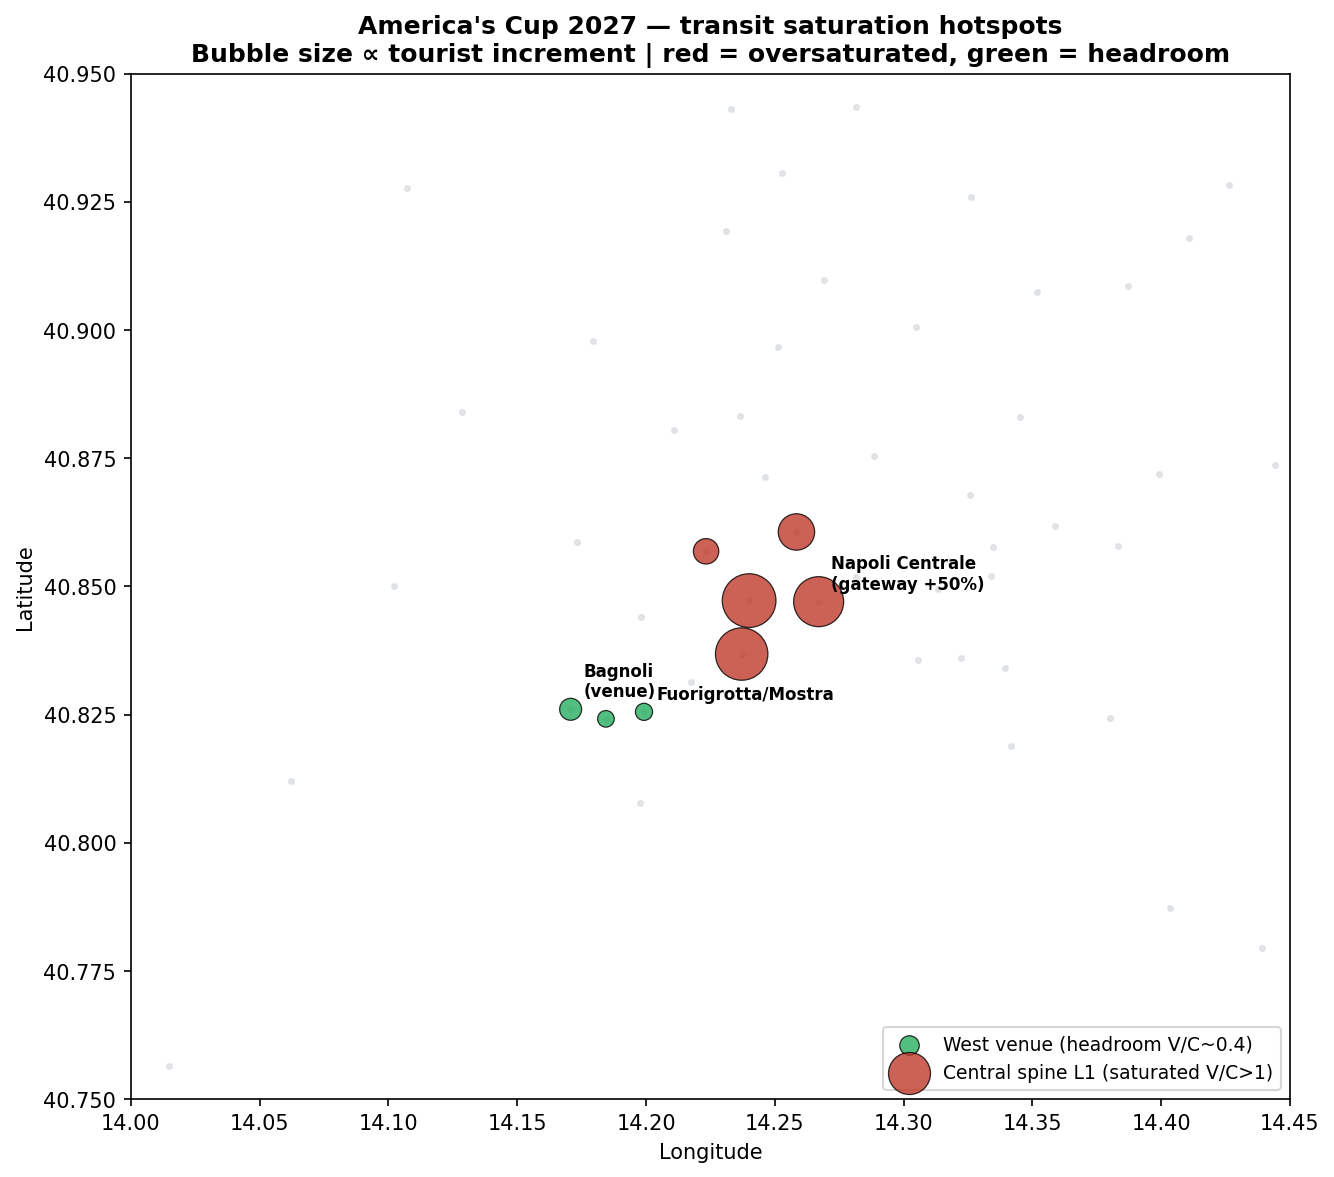 America's Cup 2027 — transit saturation hotspots
Bubble size ∝ tourist increment | red = oversaturated, green = headroom
40.950
40.925
40.900
40.875
40.850
40.825
40.800
40.775
40.750
Latitude
Napoli Centrale
(gateway +50%)
Bagnoli
(venue)
Fuorigrotta/Mostra
West venue (headroom V/C~0.4)
Central spine L1 (saturated V/C>1)
14.00
14.05
14.10
14.15
14.20
14.25
14.30
14.35
14.40
14.45
Longitude